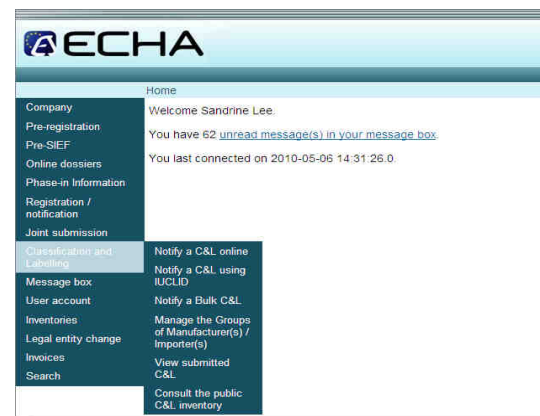 ECHA
Home
Welcome Sandrine Lee.
You have 62 unread message(s) in your message box.
You last connected on 2010-05-06 14:31:26.0.
Company
Pre-registration
Pre-SIEF
Online dossiers
Phase-in Information
Registration /
notification
Joint submission
Classification and
Labelling
Message box
User account
Inventories
Legal entity change
Invoices
Search
Notify a C&L online
Notify a C&L using
IUCLID
Notify a Bulk C&L
Manage the Groups
of Manufacturer(s) /
Importer(s)
View submitted
C&L
Consult the public
C&L inventory